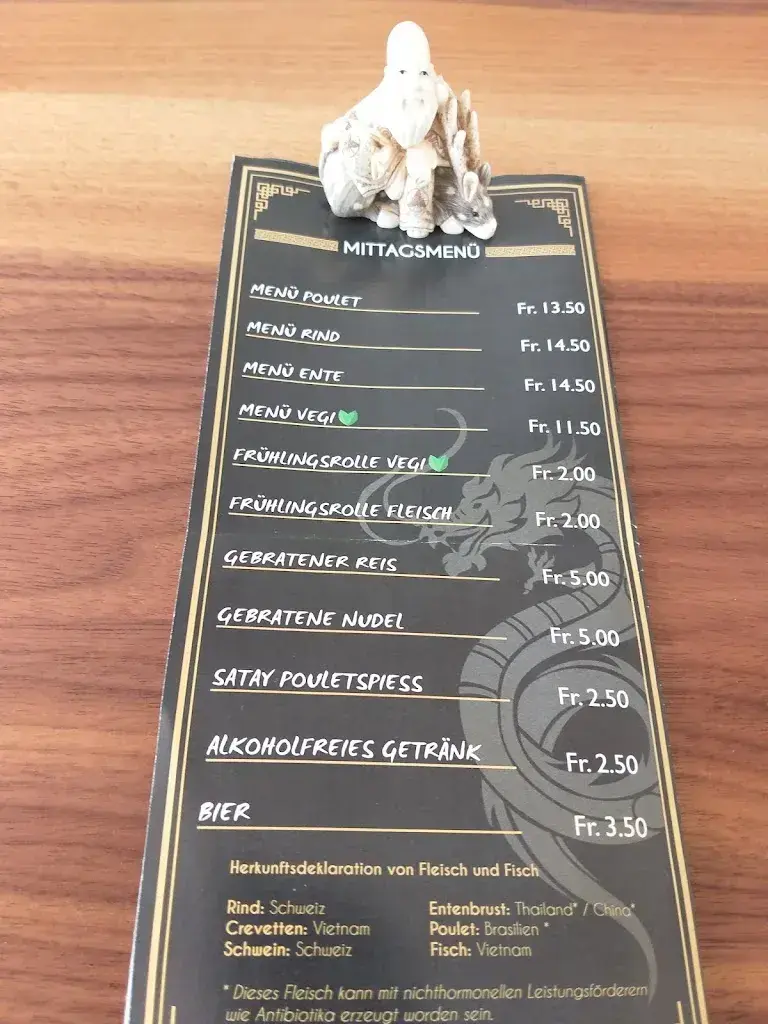 MITTAGSMENÜ
MENÜ POULET Fr. 13.50
MENÜ RIND Fr. 14.50
MENÜ ENTE Fr. 14.50
MENÜ VEGI Fr. 11.50
FRÜHLINGSROLLE VEGI Fr. 2.00
FRÜHLINGSROLLE FLEISCH Fr. 2.00
GEBRATENER REIS Fr. 5.00
GEBRATENE NUDEL Fr. 5.00
SATAY POULETSPIESS Fr. 2.50
ALKOHOLFREIES GETRÄNK Fr. 2.50
BIER Fr. 3.50
Herkunftsdeklaration von Fleisch und Fisch
Rind: Schweiz Entenbrust: Thailand* / China*
Crevetten: Vietnam Poulet: Brasilien *
Schwein: Schweiz Fisch: Vietnam
* Dieses Fleisch kann mit nichthormonellen Leistungsförderern
wie Antibiotika erzeugt worden sein.